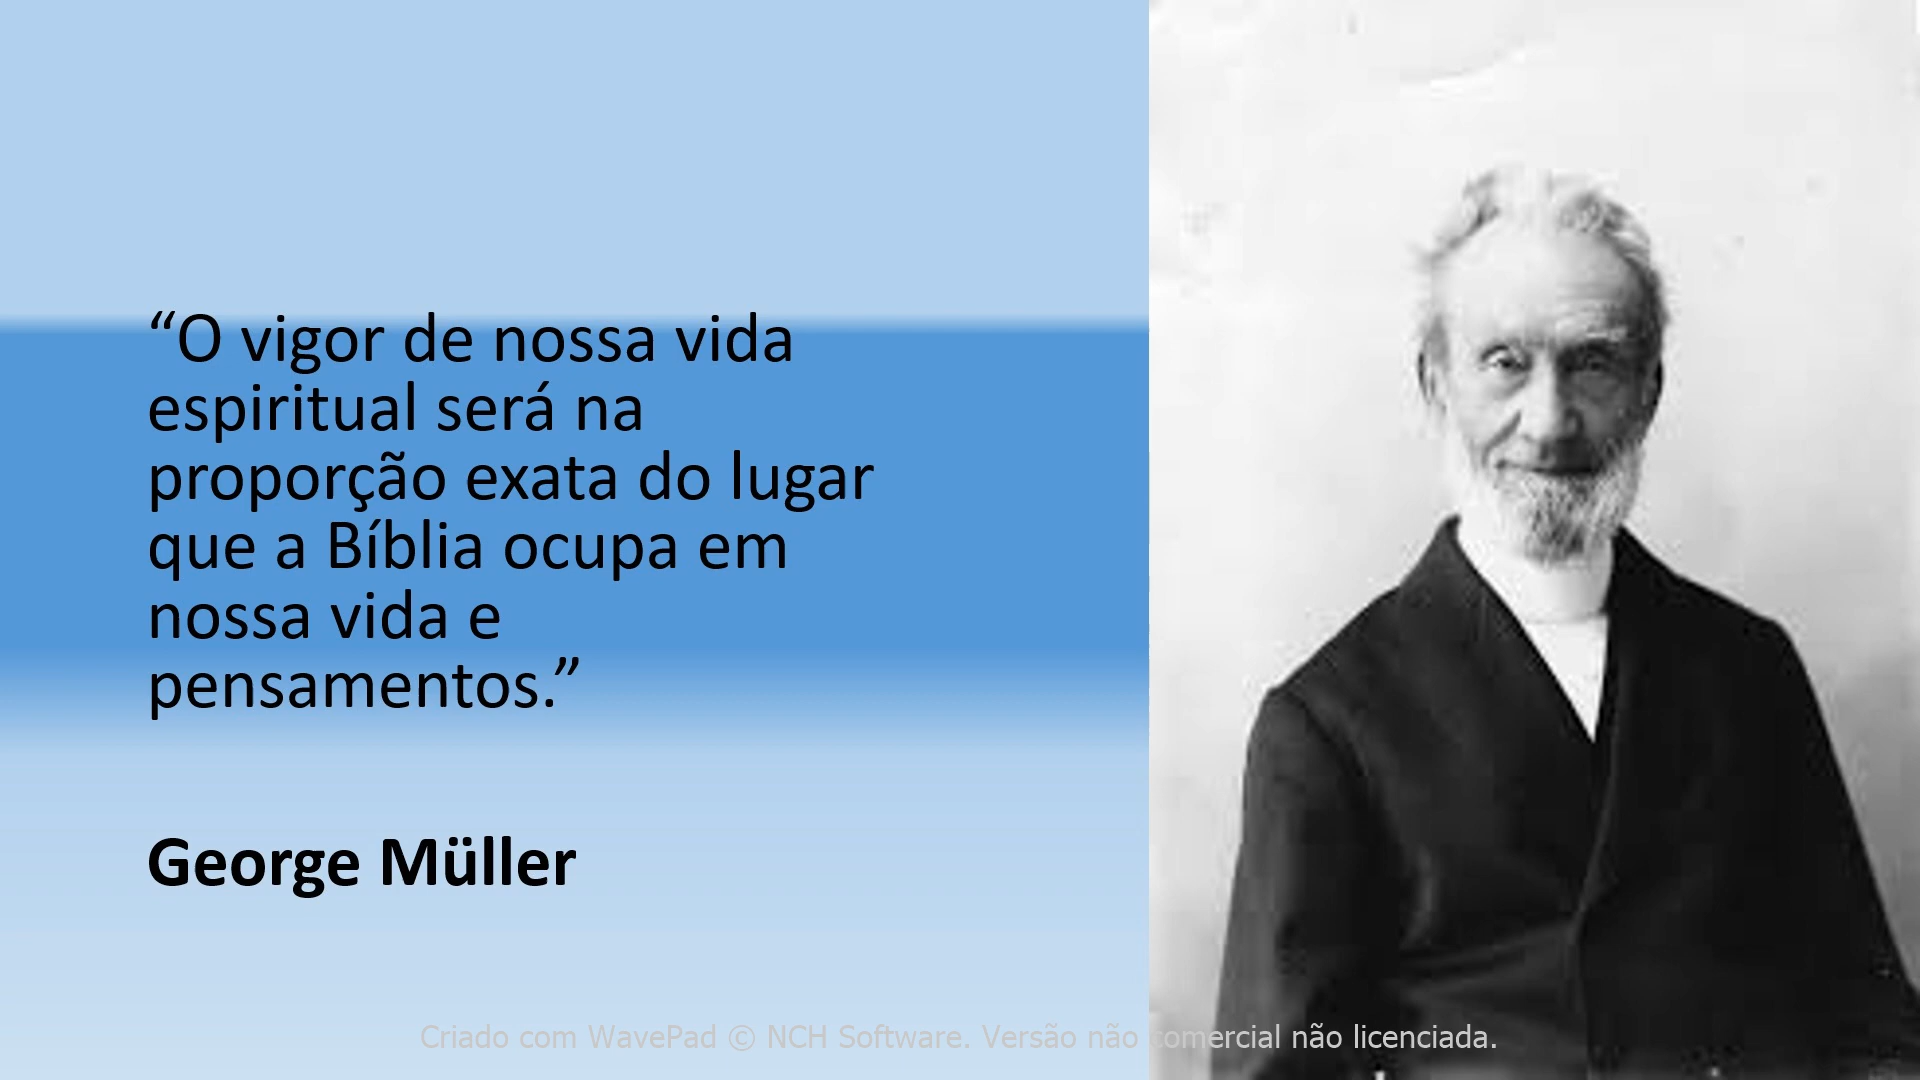 “O vigor de nossa vida
espiritual será na
proporção exata do lugar
que a Bíblia ocupa em
nossa vida e
pensamentos.”
George Müller
Criado com WavePad © NCH Software. Versão não comercial não licenciada.